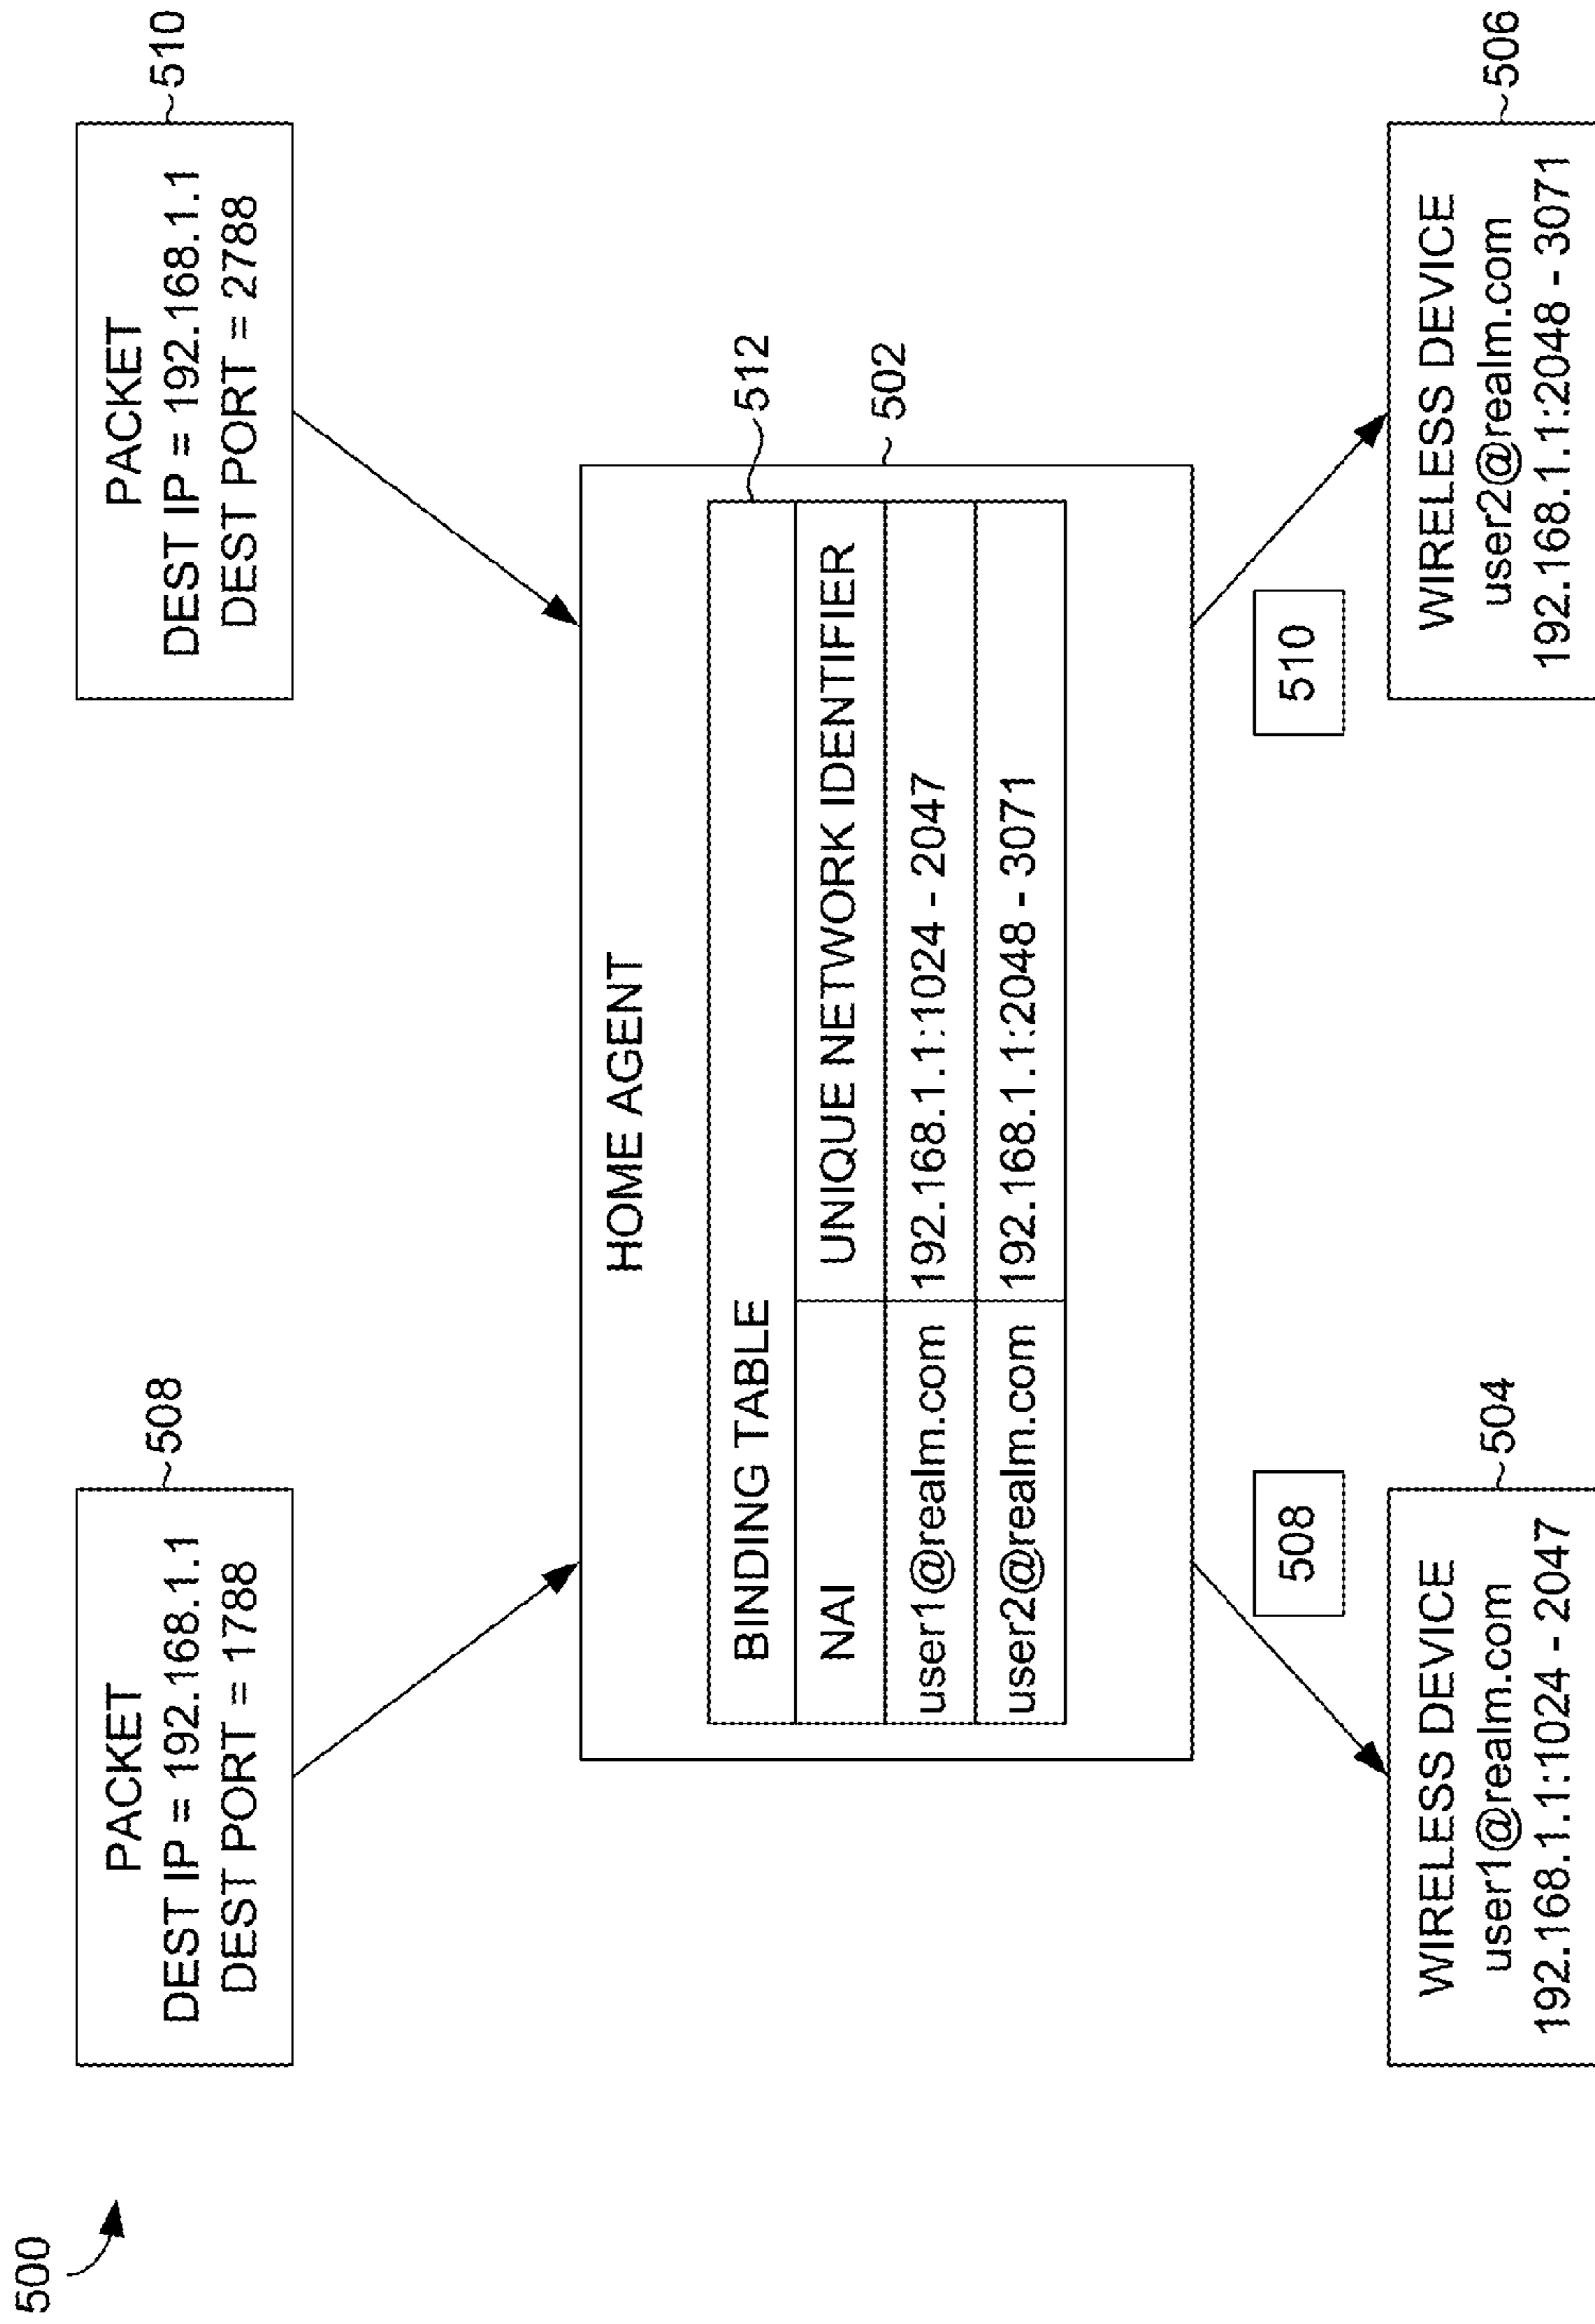 500
PACKET
DEST IP = 192.168.1.1
DEST PORT = 1788
508
PACKET
DEST IP = 192.168.1.1
DEST PORT = 2788
510
HOME AGENT
502
BINDING TABLE
512
NAI UNIQUE NETWORK IDENTIFIER
user1@realm.com 192.168.1.1:1024 - 2047
user2@realm.com 192.168.1.1:2048 - 3071
508
510
WIRELESS DEVICE
user1@realm.com
192.168.1.1:1024 - 2047
504
WIRELESS DEVICE
user2@realm.com
192.168.1.1:2048 - 3071
506